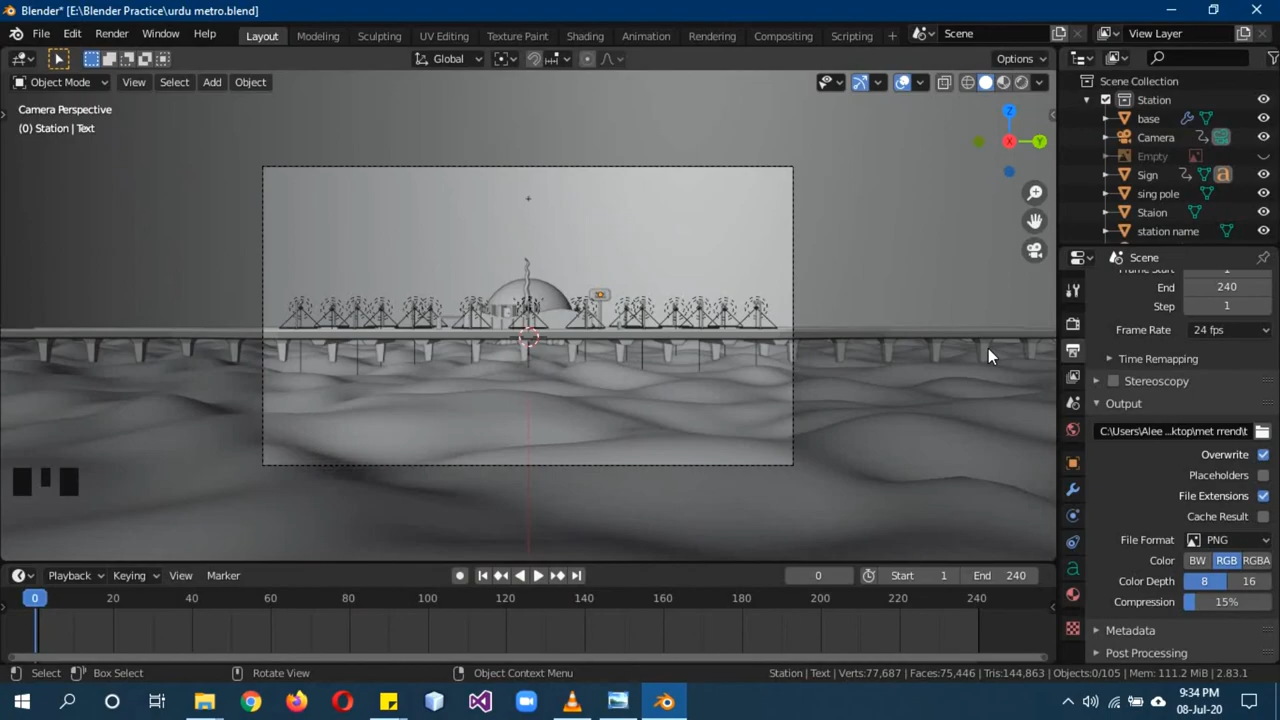 Blender* [E:\Blender Practice\urdu metro.blend]
File Edit Render Window Help Layout Modeling Sculpting UV Editing Texture Paint Shading Animation Rendering Compositing Scripting Scene View Layer
Global Options
Object Mode View Select Add Object
Camera Perspective
(0) Station | Text
Z
X
Y
Scene Collection
Station
base
Camera
Empty
Sign
sing pole
Staion
station name
Scene
Frame Start 1
End 240
Step 1
Frame Rate 24 fps
Time Remapping
Stereoscopy
Output
C:\Users\Alee ...ktop\met rrend\t
Overwrite
Placeholders
File Extensions
Cache Result
File Format PNG
Color BW RGB RGBA
Color Depth 8 16
Compression 15%
Metadata
Post Processing
Playback Keying View Marker 0 Start 1 End 240
0 20 40 60 80 100 120 140 160 180 200 220 240
Select Box Select Rotate View Object Context Menu Station | Text | Verts:77,687 | Faces:75,446 | Tris:144,863 | Objects:0/105 | Mem: 111.2 MiB | 2.83.1
9:34 PM
08-Jul-20